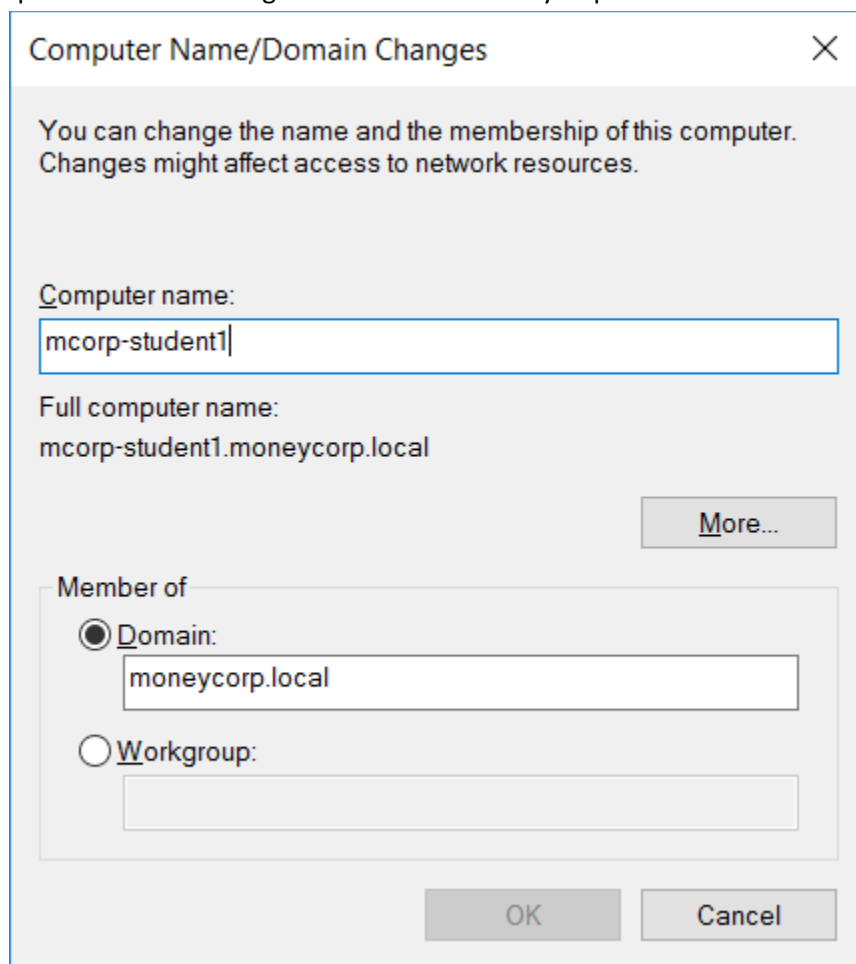 Computer Name/Domain Changes
You can change the name and the membership of this computer.
Changes might affect access to network resources.
Computer name:
mcorp-student1
Full computer name:
mcorp-student1.moneycorp.local
More...
Member of
Domain:
moneycorp.local
Workgroup:
OK
Cancel